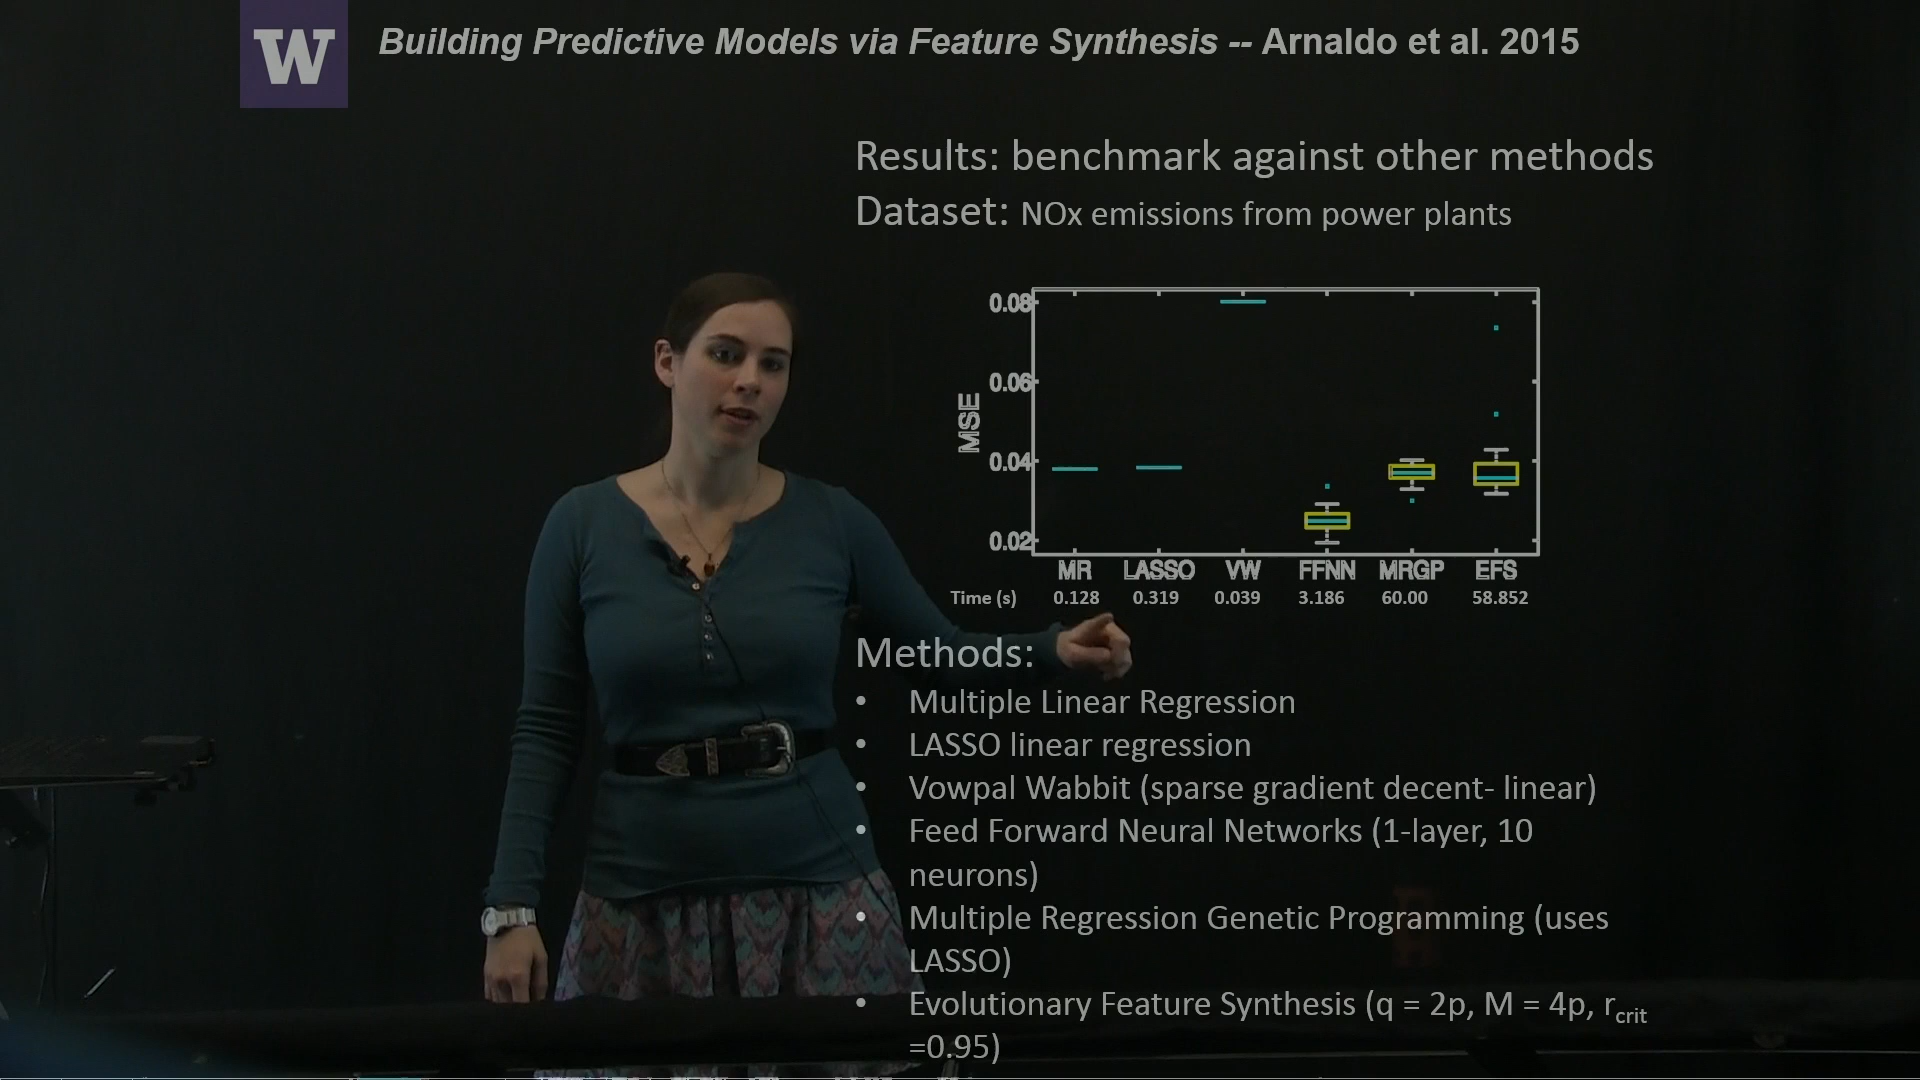 W
Building Predictive Models via Feature Synthesis -- Arnaldo et al. 2015
Results: benchmark against other methods
Dataset: NOx emissions from power plants
0.08
0.06
0.04
0.02
MSE
MR LASSO VW FFNN MRGP EFS
Time (s) 0.128 0.319 0.039 3.186 60.00 58.852
Methods:
• Multiple Linear Regression
• LASSO linear regression
• Vowpal Wabbit (sparse gradient decent- linear)
• Feed Forward Neural Networks (1-layer, 10
neurons)
• Multiple Regression Genetic Programming (uses
LASSO)
• Evolutionary Feature Synthesis (q = 2p, M = 4p, rcrit
=0.95)